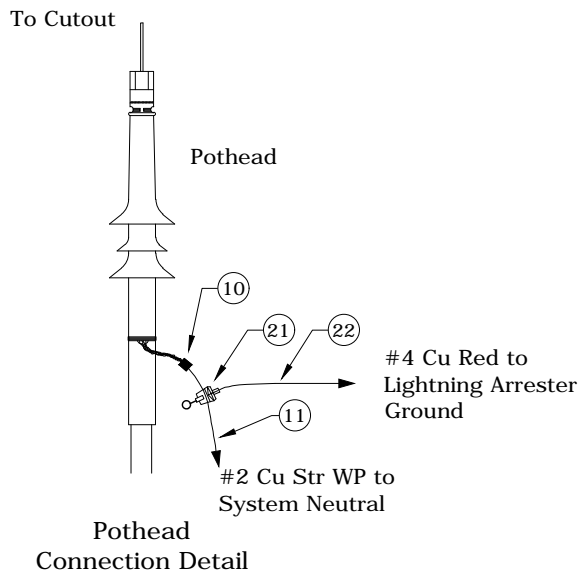 To Cutout
Pothead
10
21
22
#4 Cu Red to
Lightning Arrester
Ground
11
#2 Cu Str WP to
System Neutral
Pothead
Connection Detail